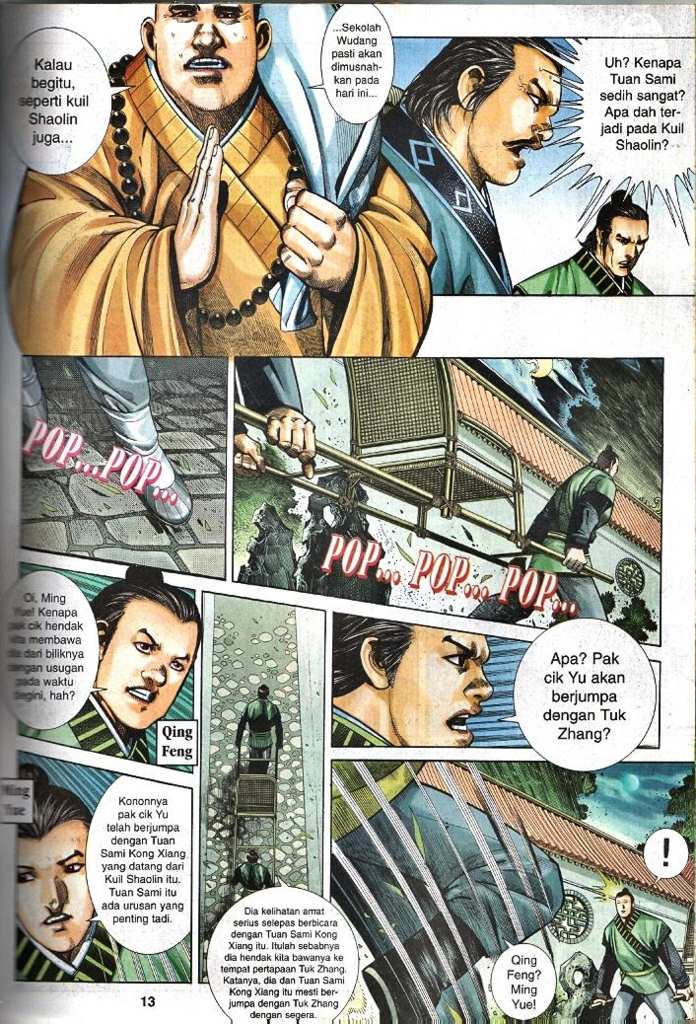 Kalau
begitu,
seperti kuil
Shaolin
juga...
...Sekolah
Wudang
pasti akan
dimusnah-
kan pada
hari ini...
Uh? Kenapa
Tuan Sami
sedih sangat?
Apa dah ter-
jadi pada Kuil
Shaolin?
POP...POP...
POP... POP... POP...
Oi, Ming
Yue! Kenapa
pak cik hendak
kita membawa
dia dari biliknya
dengan usugan
pada waktu
begini, hah?
Qing
Feng
Apa? Pak
cik Yu akan
berjumpa
dengan Tuk
Zhang?
Ming
Yue
Kononnya
pak cik Yu
telah berjumpa
dengan Tuan
Sami Kong Xiang
yang datang dari
Kuil Shaolin itu.
Tuan Sami itu
ada urusan yang
penting tadi.
Dia kelihatan amat
serius selepas berbicara
dengan Tuan Sami Kong
Xiang itu. Itulah sebabnya
dia hendak kita bawanya ke
tempat pertapaan Tuk Zhang.
Katanya, dia dan Tuan Sami
Kong Xiang itu mesti ber-
jumpa dengan Tuk Zhang
dengan segera.
!
Qing
Feng?
Ming
Yue!
13